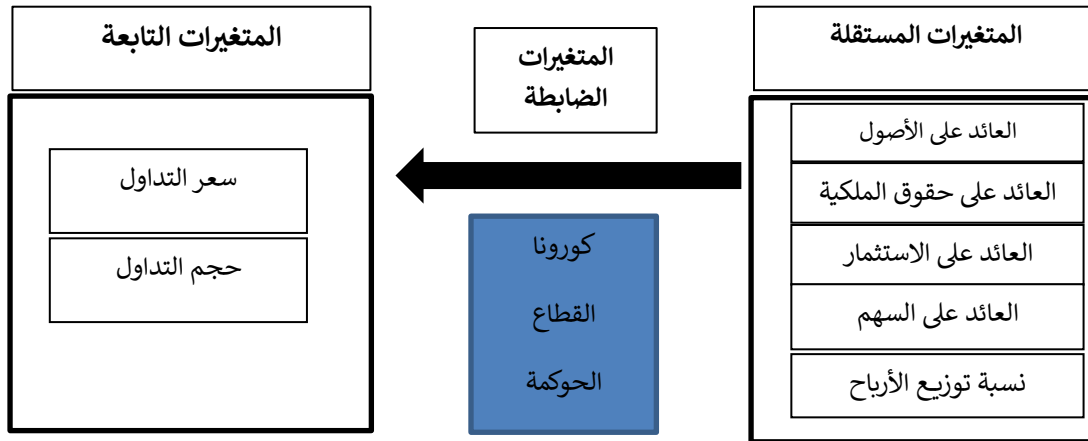 المتغيرات المستقلة
العائد على الأصول
العائد على حقوق الملكية
العائد على الاستثمار
العائد على السهم
نسبة توزيع الأرباح
المتغيرات
الضابطة
كورونا
القطاع
الحوكمة
المتغيرات التابعة
سعر التداول
حجم التداول